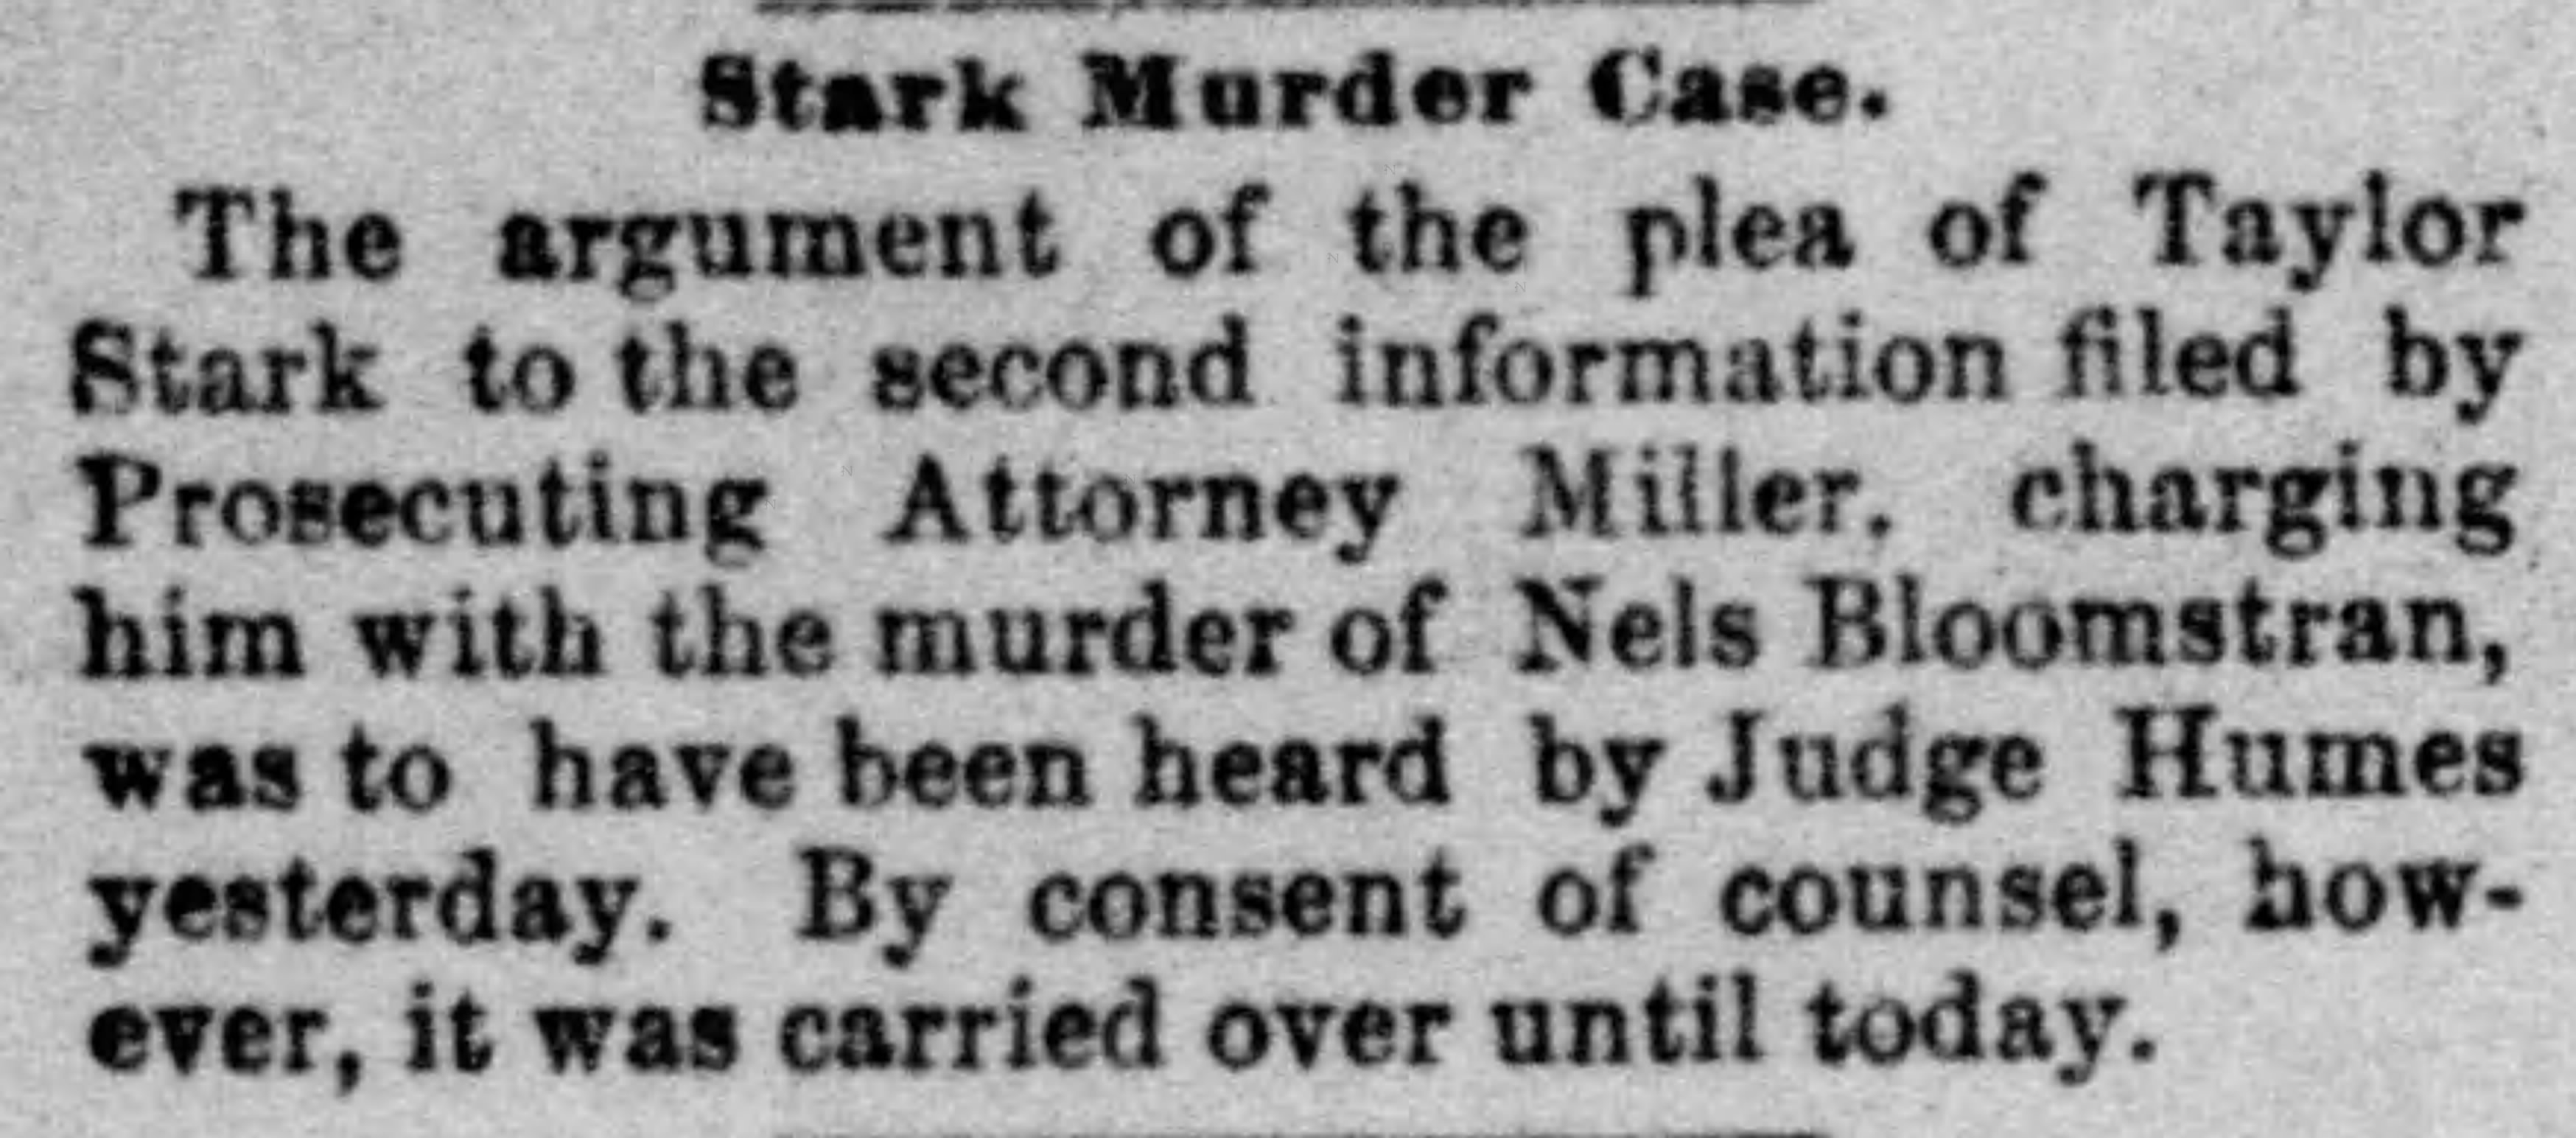 Stark Murder Case.
The argument of the plea of Taylor
Stark to the second information filed by
Prosecuting Attorney Miller, charging
him with the murder of Nels Bloomstran,
was to have been heard by Judge Humes
yesterday. By consent of counsel, how-
ever, it was carried over until today.